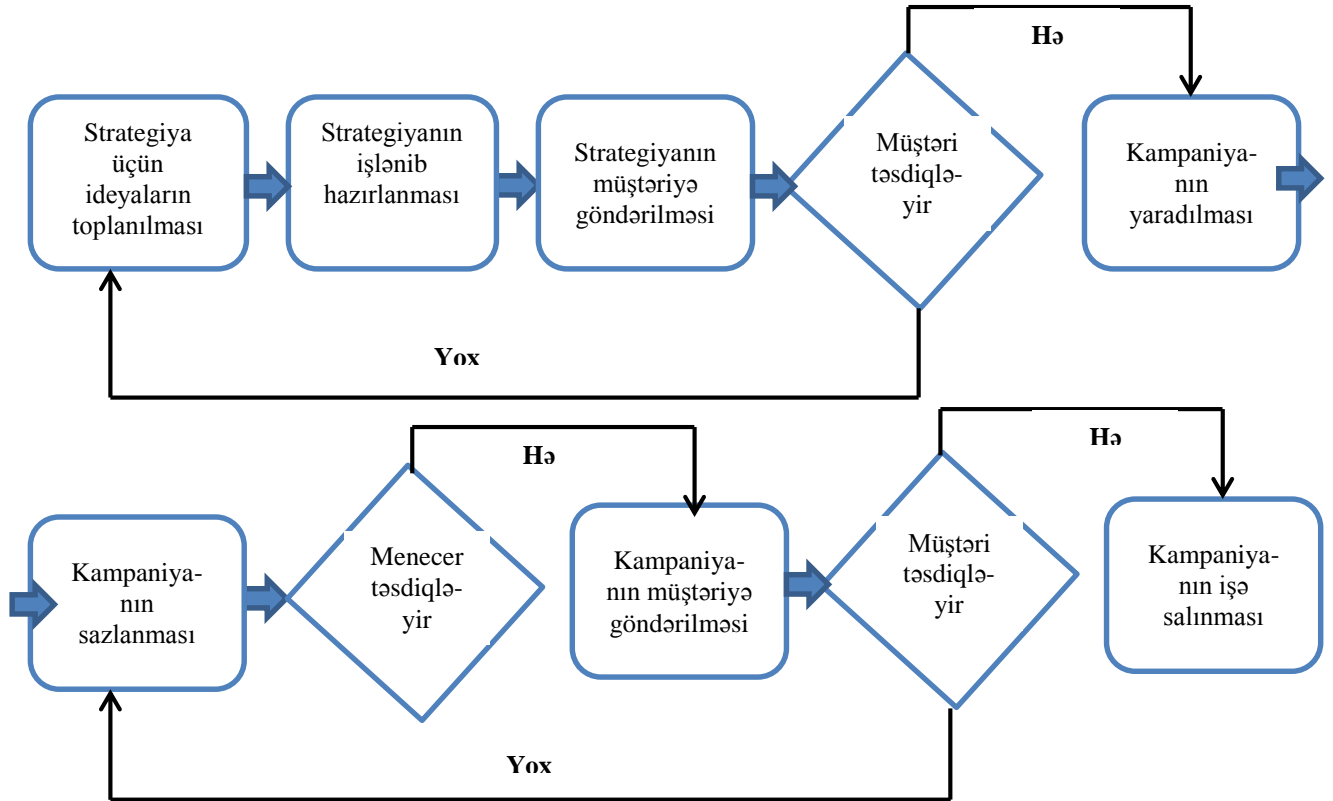 Hə
Strategiya
üçün
ideyaların
toplanılması
Strategiyanın
işlənib
hazırlanması
Strategiyanın
müştəriyə
göndərilməsi
Müştəri
təsdiqlə-
yir
Kampaniya-
nın
yaradılması
Yox
Hə
Hə
Kampaniya-
nın
sazlanması
Menecer
təsdiqlə-
yir
Kampaniya-
nın müştəriyə
göndərilməsi
Müştəri
təsdiqlə-
yir
Kampaniya-
nın işə
salınması
Yox